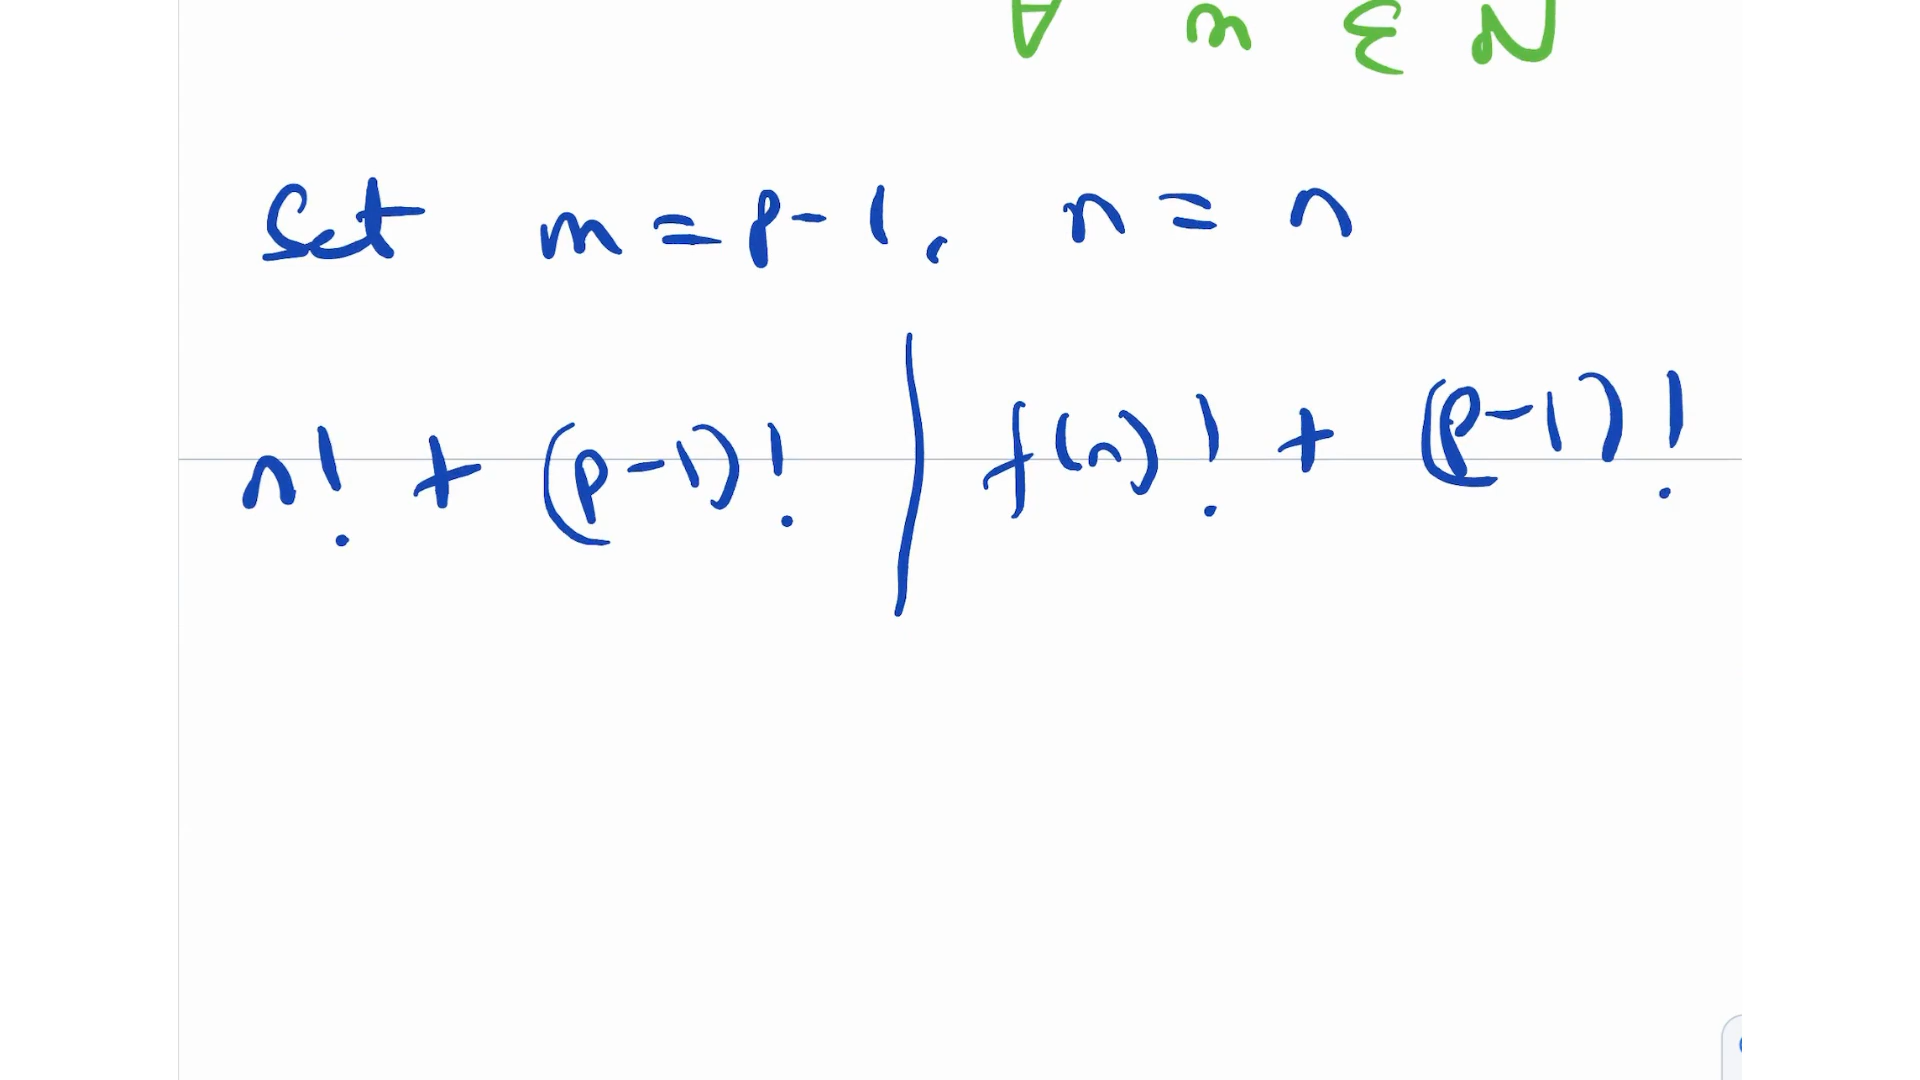 ∀ n ∈ N
Set m = p - 1, n = n
n! + (p-1)! | f(n)! + (p-1)!